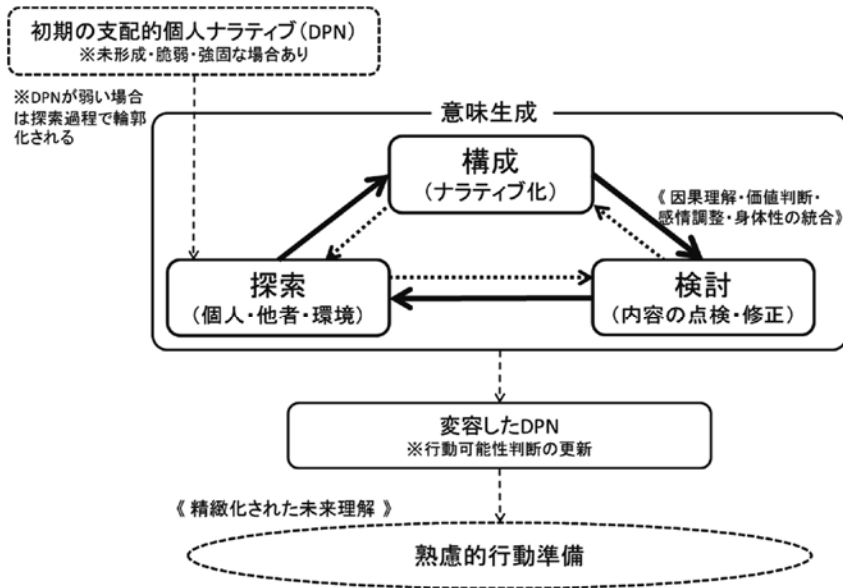 初期の支配的個人ナラティブ（DPN）
※未形成・脆弱・強固な場合あり
※DPNが弱い場合
は探索過程で輪郭
化される
意味生成
構成
（ナラティブ化）
《 因果理解・価値判断・
感情調整・身体性の統合》
探索
（個人・他者・環境）
検討
（内容の点検・修正）
変容したDPN
※行動可能性判断の更新
《 精緻化された未来理解 》
熟慮的行動準備